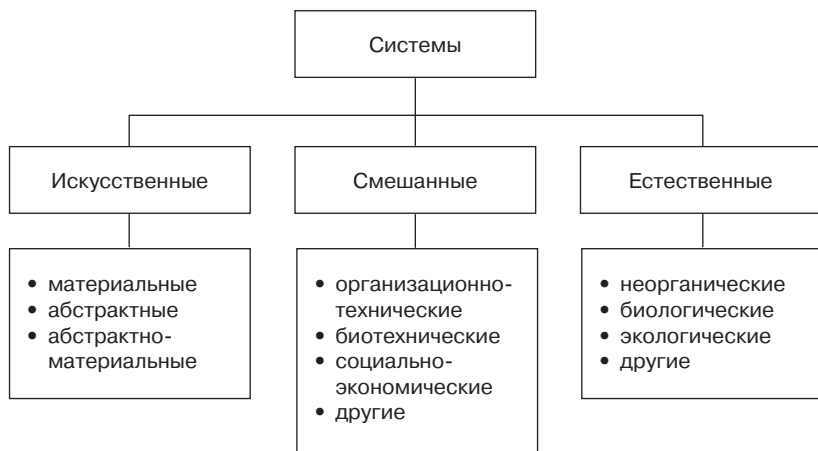 Системы
Искусственные
Смешанные
Естественные
• материальные
• абстрактные
• абстрактно-
материальные
• организационно-
технические
• биотехнические
• социально-
экономические
• другие
• неорганические
• биологические
• экологические
• другие